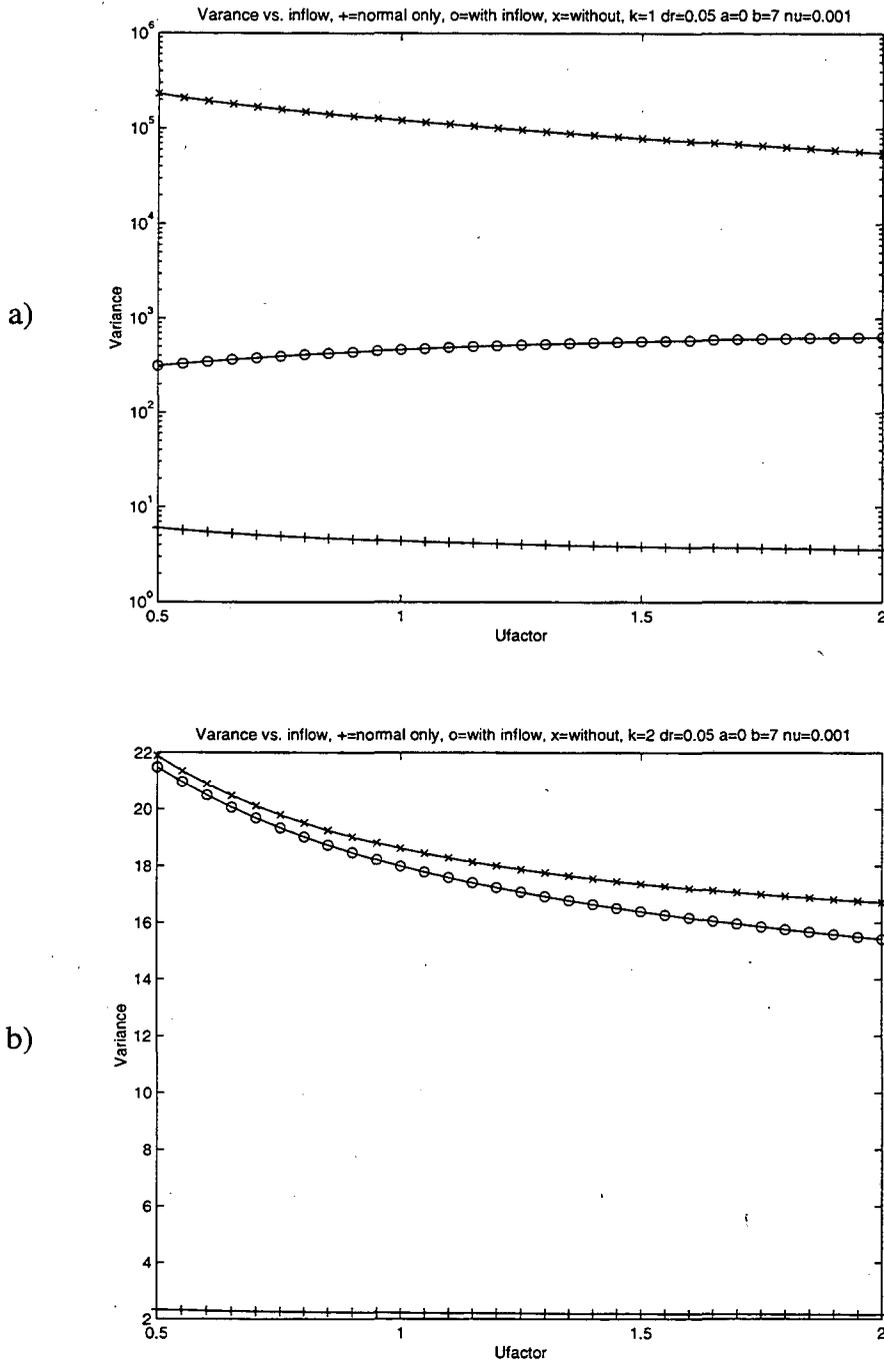 Varance vs. inflow, +=normal only, o=with inflow, x=without, k=1 dr=0.05 a=0 b=7 nu=0.001
10^6
10^5
10^4
a)
Variance
10^3
10^2
10^1
10^0
0.5 1 1.5 2
Ufactor
Varance vs. inflow, +=normal only, o=with inflow, x=without, k=2 dr=0.05 a=0 b=7 nu=0.001
22
20
18
16
14
b)
Variance
12
10
8
6
4
2
0.5 1 1.5 2
Ufactor